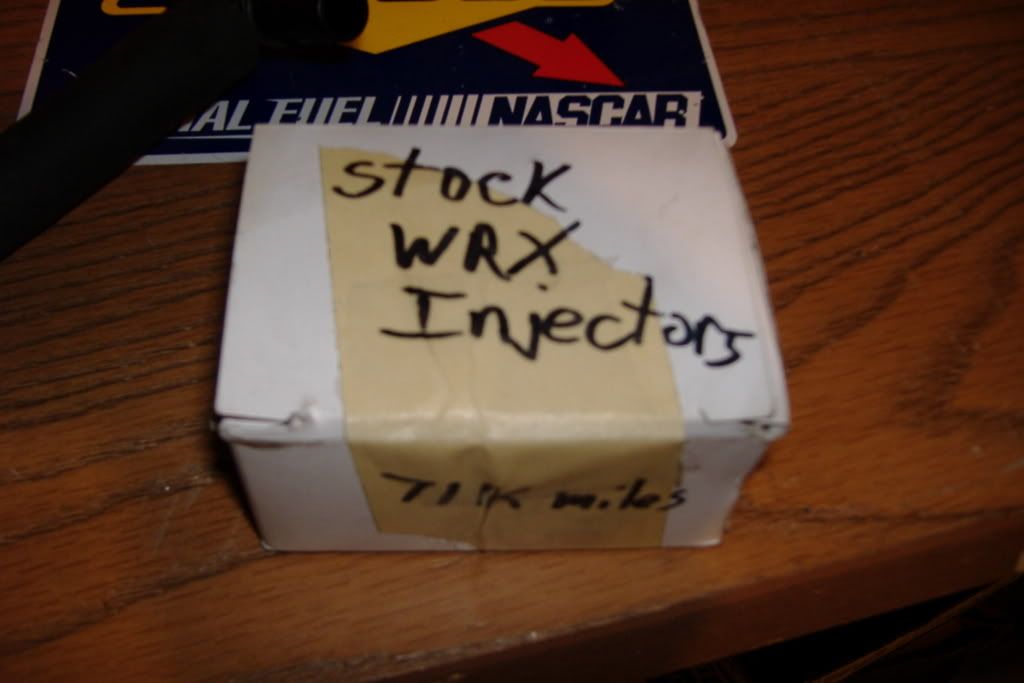 FUEL NASCAR
stock
WRX
Injectors
71K miles